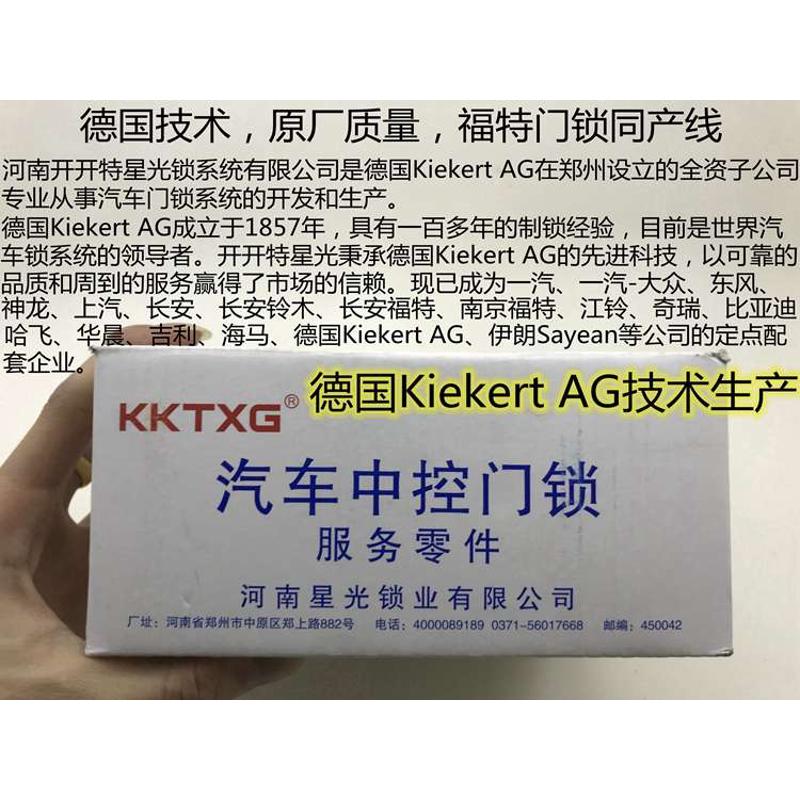 德国技术，原厂质量，福特门锁同产线
河南开开特星光锁系统有限公司是德国Kiekert AG在郑州设立的全资子公司
专业从事汽车门锁系统的开发和生产。
德国Kiekert AG成立于1857年，具有一百多年的制锁经验，目前是世界汽
车锁系统的领导者。开开特星光秉承德国Kiekert AG的先进科技，以可靠的
品质和周到的服务赢得了市场的信赖。现已成为一汽、一汽-大众、东风、
神龙、上汽、长安、长安铃木、长安福特、南京福特、江铃、奇瑞、比亚迪
哈飞、华晨、吉利、海马、德国Kiekert AG、伊朗Sayean等公司的定点配
套企业。
德国Kiekert AG技术生产
KKTXG®
汽车中控门锁
服务零件
河南星光锁业有限公司
厂址：河南省郑州市中原区郑上路882号 电话：4000089189 0371-56017668 邮编：450042